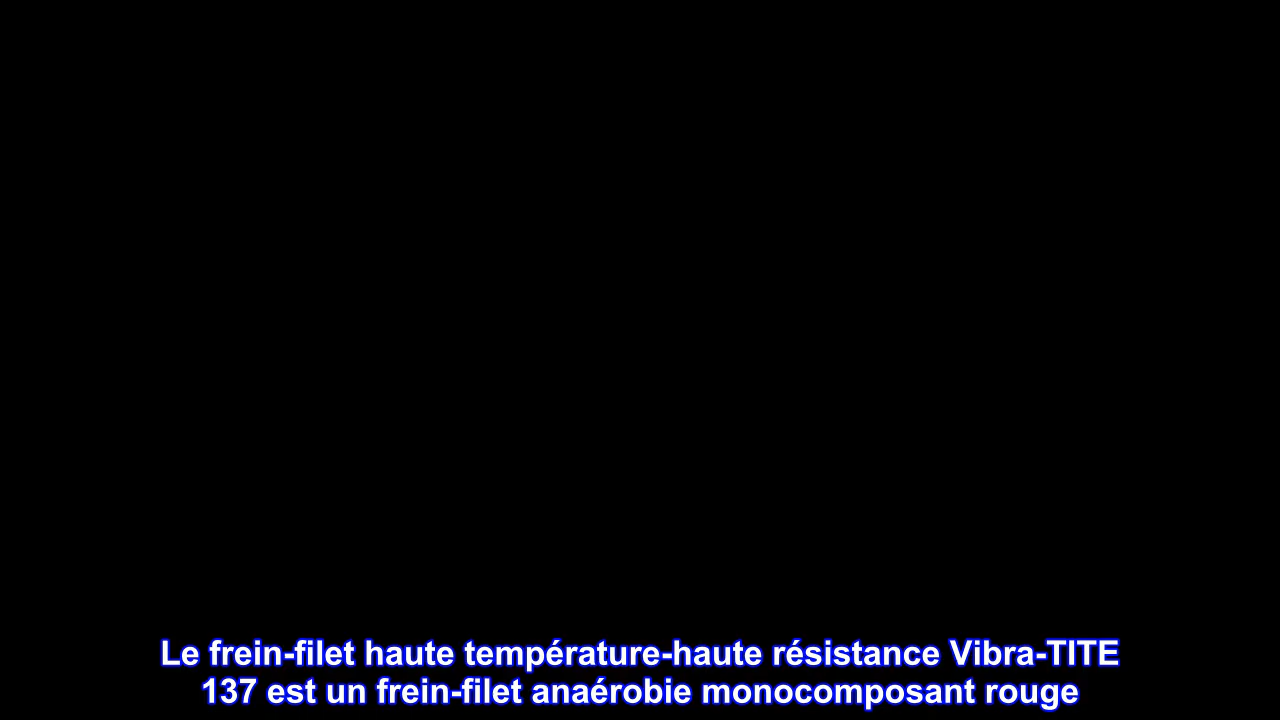 Le frein-filet haute température-haute résistance Vibra-TITE
137 est un frein-filet anaérobie monocomposant rouge